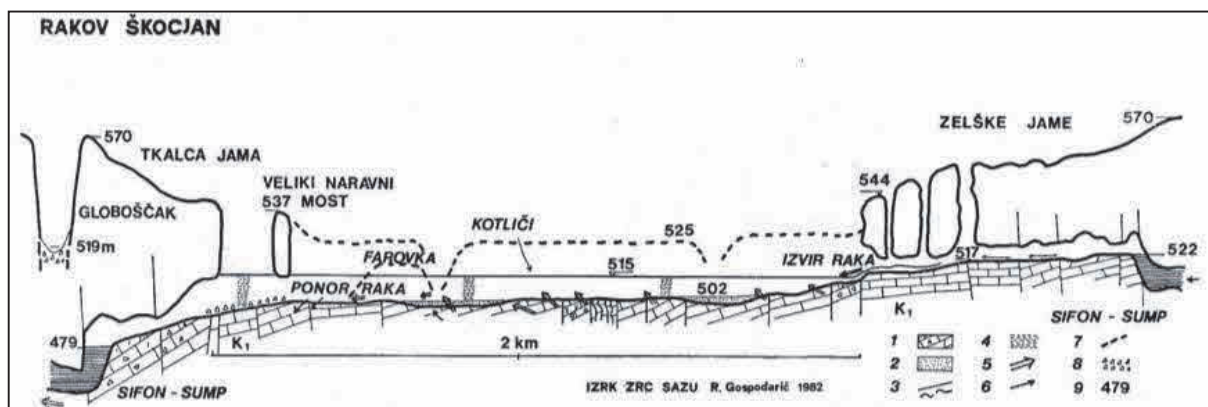 RAKOV ŠKOCJAN
570
TKALCA JAMA
GLOBOŠČAK
519m
VELIKI NARAVNI
537 MOST
KOTLIČI
FAROVKA
PONOR RAKA
515
525
502
ZELŠKE JAME
570
544
517
522
IZVIR RAKA
479
K1
2 km
K1
SIFON - SUMP
SIFON - SUMP
IZRK ZRC SAZU R. Gospodarič 1982
1 4 7
2 5 8
3 6 9 479